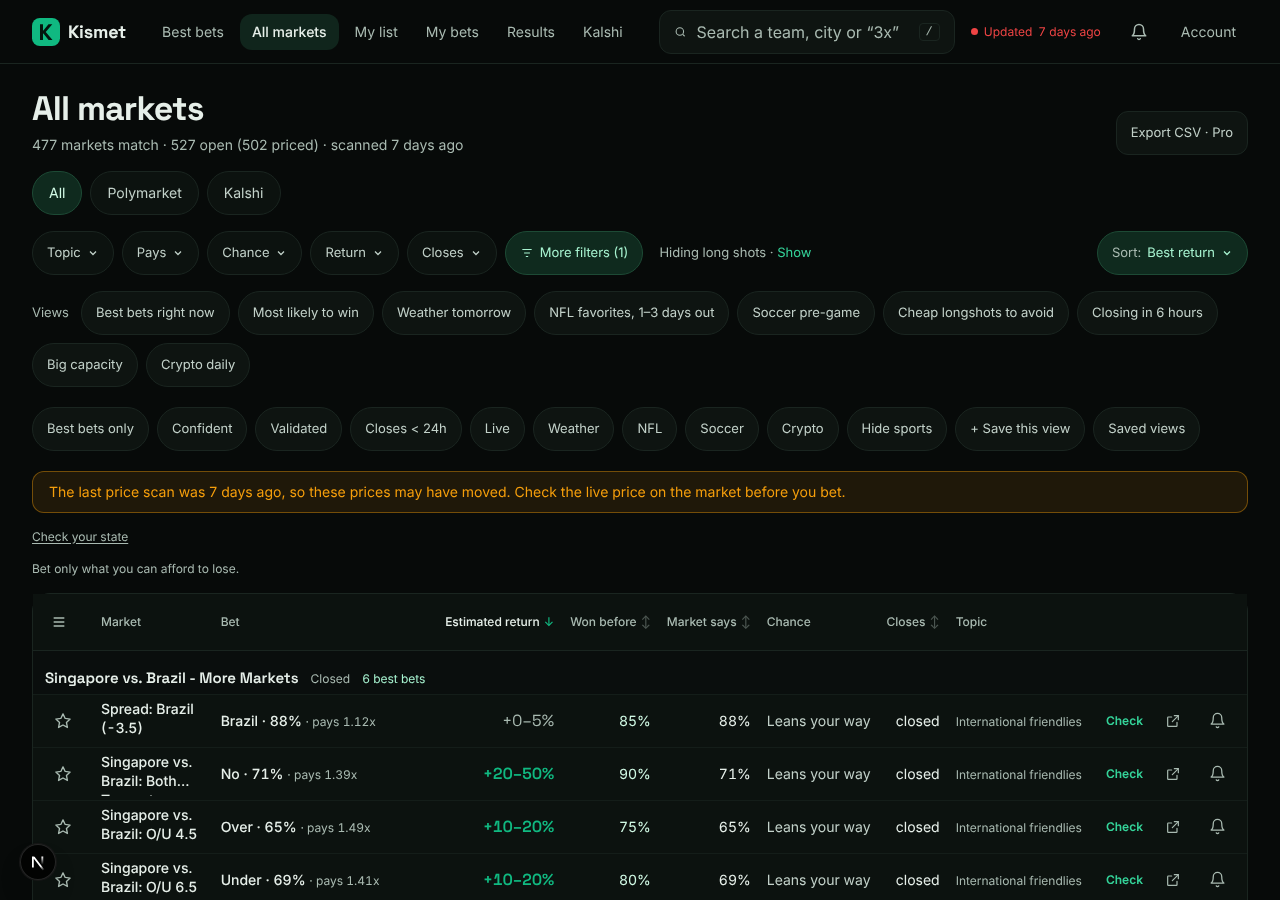 Kismet
Best bets
All markets
My list
My bets
Results
Kalshi
Search a team, city or “3x”
/
Updated 7 days ago
Account
All markets
477 markets match · 527 open (502 priced) · scanned 7 days ago
Export CSV · Pro
All
Polymarket
Kalshi
Topic
Pays
Chance
Return
Closes
More filters (1)
Hiding long shots · Show
Sort: Best return
Views
Best bets right now
Most likely to win
Weather tomorrow
NFL favorites, 1–3 days out
Soccer pre-game
Cheap longshots to avoid
Closing in 6 hours
Big capacity
Crypto daily
Best bets only
Confident
Validated
Closes < 24h
Live
Weather
NFL
Soccer
Crypto
Hide sports
+ Save this view
Saved views
The last price scan was 7 days ago, so these prices may have moved. Check the live price on the market before you bet.
Check your state
Bet only what you can afford to lose.
Market Bet Estimated return Won before Market says Chance Closes Topic
Singapore vs. Brazil - More Markets Closed 6 best bets
Spread: Brazil (-3.5)
Brazil · 88% · pays 1.12x
+0–5%
85%
88%
Leans your way
closed
International friendlies
Check
Singapore vs. Brazil: Both...
No · 71% · pays 1.39x
+20–50%
90%
71%
Leans your way
closed
International friendlies
Check
Singapore vs. Brazil: O/U 4.5
Over · 65% · pays 1.49x
+10–20%
75%
65%
Leans your way
closed
International friendlies
Check
Singapore vs. Brazil: O/U 6.5
Under · 69% · pays 1.41x
+10–20%
80%
69%
Leans your way
closed
International friendlies
Check